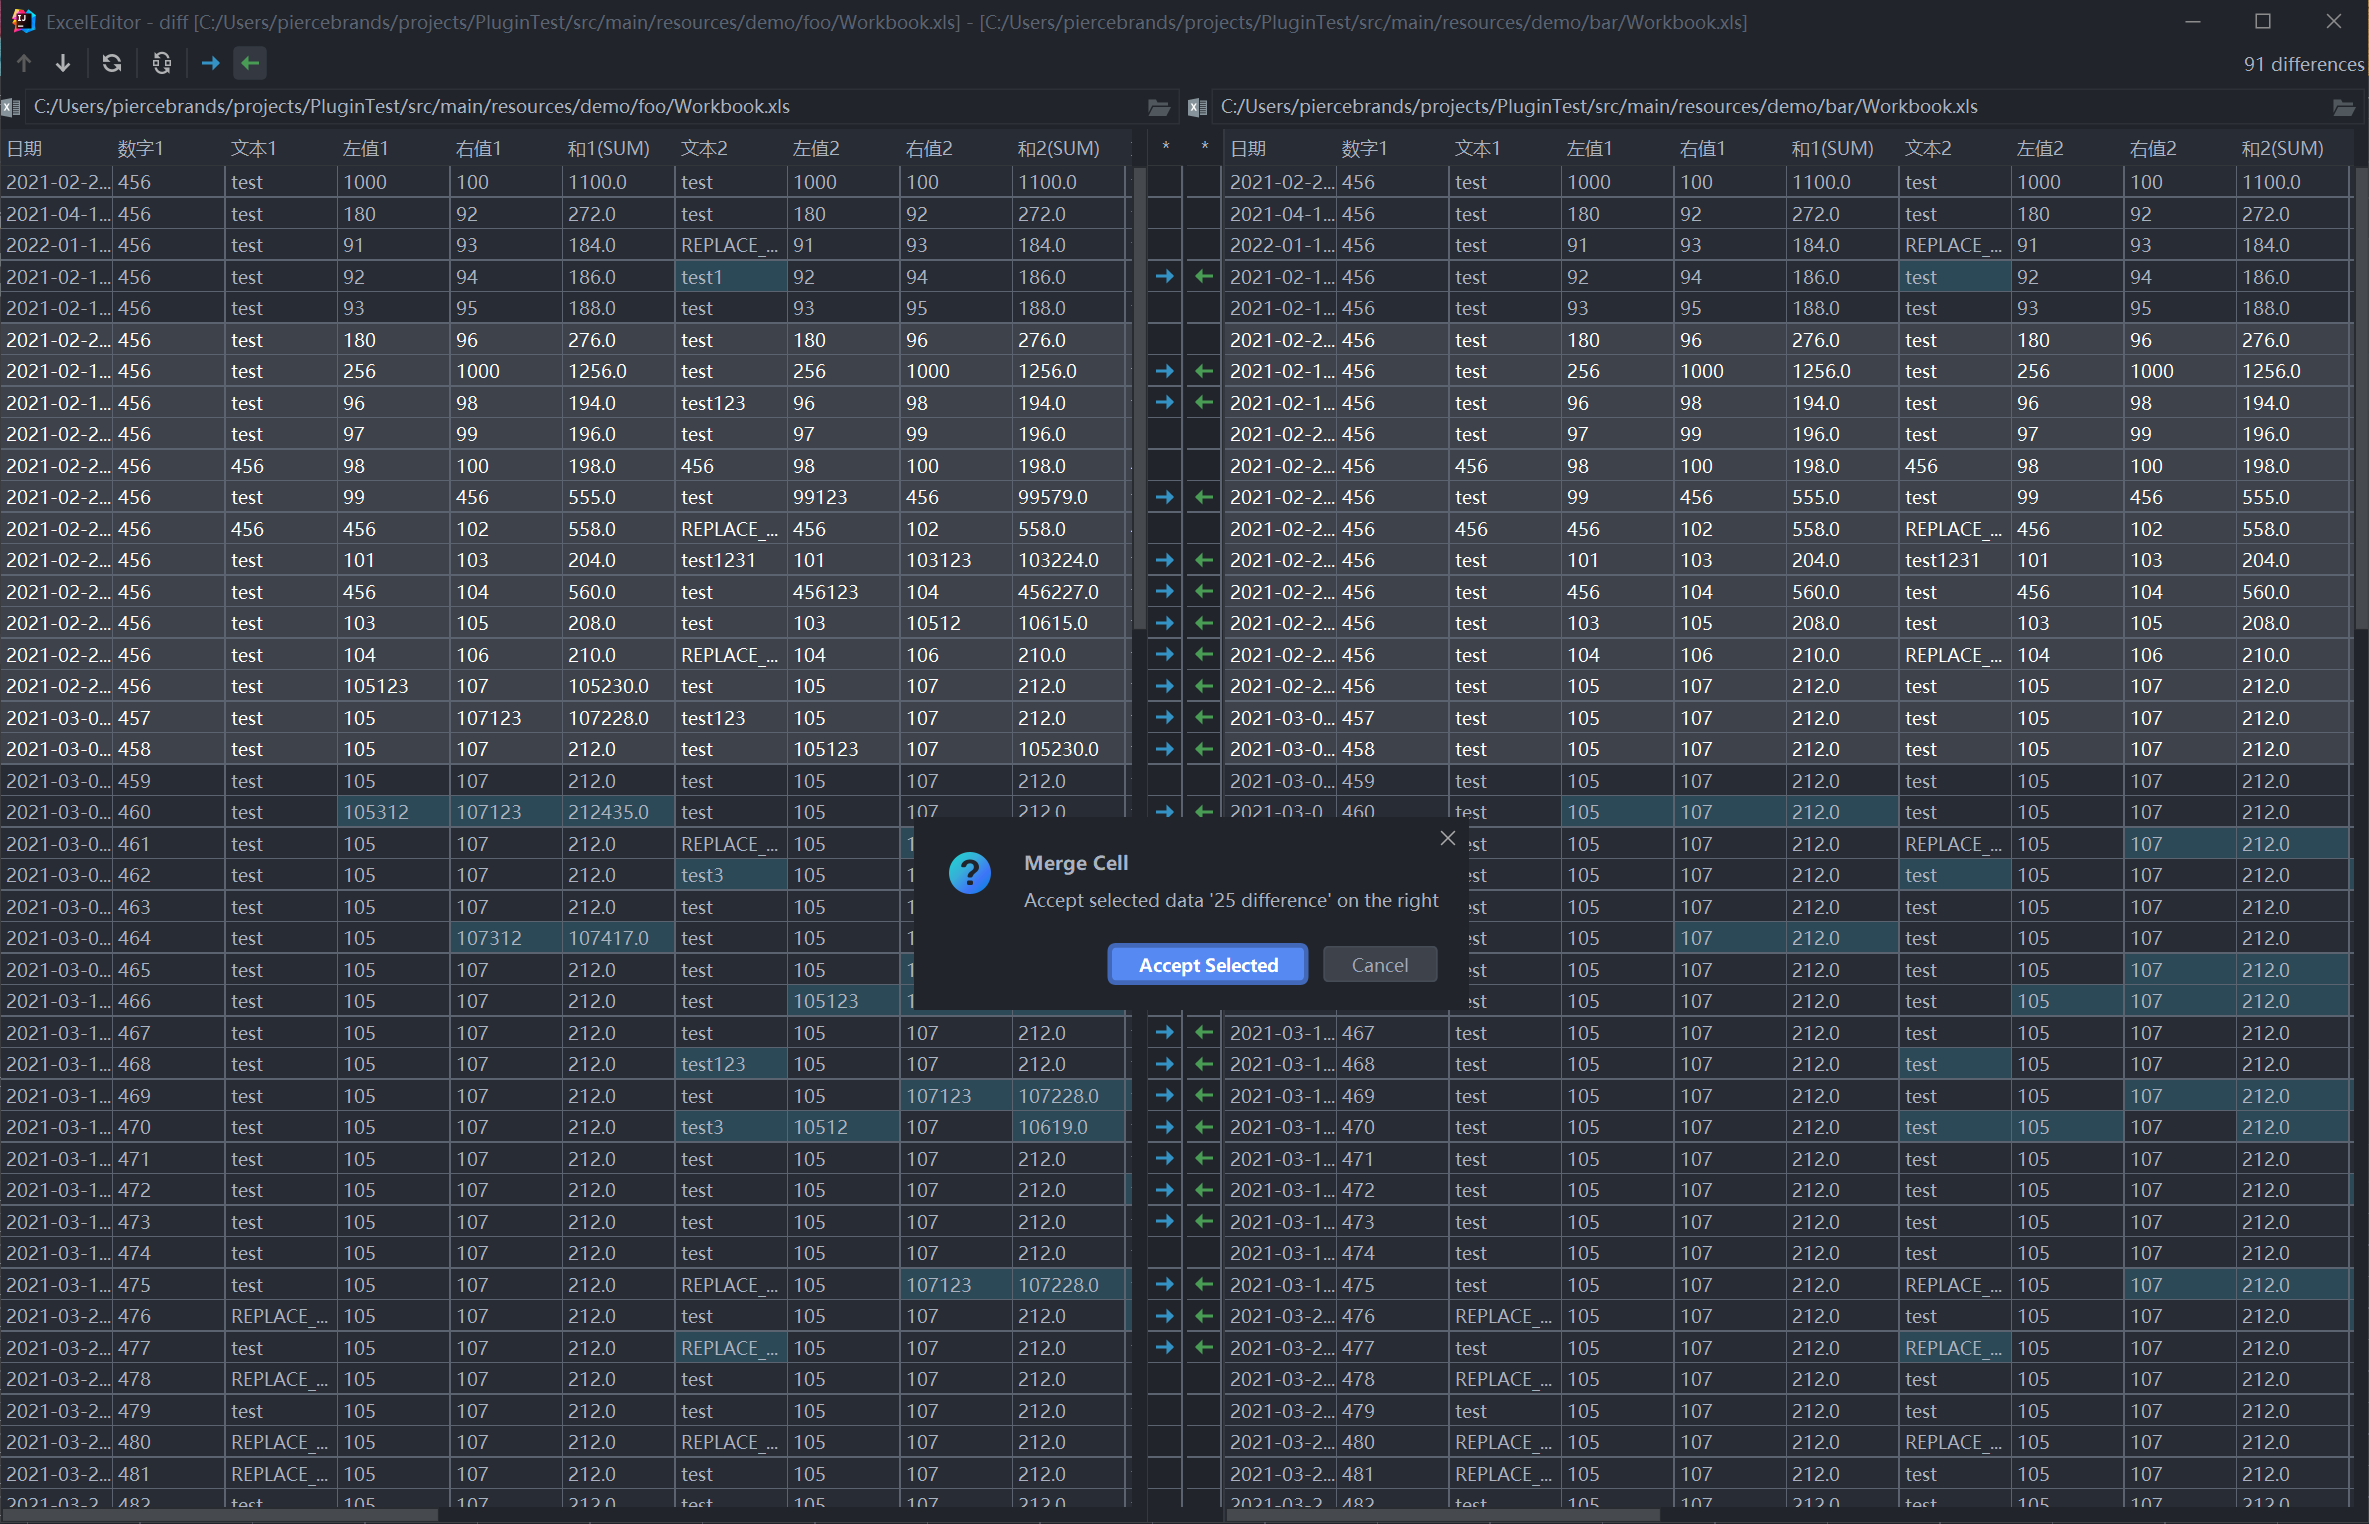 ExcelEditor - diff [C:/Users/piercebrands/projects/PluginTest/src/main/resources/demo/foo/Workbook.xls] - [C:/Users/piercebrands/projects/PluginTest/src/main/resources/demo/bar/Workbook.xls]
91 differences
C:/Users/piercebrands/projects/PluginTest/src/main/resources/demo/foo/Workbook.xls C:/Users/piercebrands/projects/PluginTest/src/main/resources/demo/bar/Workbook.xls
日期 数字1 文本1 左值1 右值1 和1(SUM) 文本2 左值2 右值2 和2(SUM) * * 日期 数字1 文本1 左值1 右值1 和1(SUM) 文本2 左值2 右值2 和2(SUM)
2021-02-2... 456 test 1000 100 1100.0 test 1000 100 1100.0 2021-02-2... 456 test 1000 100 1100.0 test 1000 100 1100.0
2021-04-1... 456 test 180 92 272.0 test 180 92 272.0 2021-04-1... 456 test 180 92 272.0 test 180 92 272.0
2022-01-1... 456 test 91 93 184.0 REPLACE_... 91 93 184.0 2022-01-1... 456 test 91 93 184.0 REPLACE_... 91 93 184.0
2021-02-1... 456 test 92 94 186.0 test1 92 94 186.0 2021-02-1... 456 test 92 94 186.0 test 92 94 186.0
2021-02-1... 456 test 93 95 188.0 test 93 95 188.0 2021-02-1... 456 test 93 95 188.0 test 93 95 188.0
2021-02-2... 456 test 180 96 276.0 test 180 96 276.0 2021-02-2... 456 test 180 96 276.0 test 180 96 276.0
2021-02-1... 456 test 256 1000 1256.0 test 256 1000 1256.0 2021-02-1... 456 test 256 1000 1256.0 test 256 1000 1256.0
2021-02-1... 456 test 96 98 194.0 test123 96 98 194.0 2021-02-1... 456 test 96 98 194.0 test 96 98 194.0
2021-02-2... 456 test 97 99 196.0 test 97 99 196.0 2021-02-2... 456 test 97 99 196.0 test 97 99 196.0
2021-02-2... 456 456 98 100 198.0 456 98 100 198.0 2021-02-2... 456 456 98 100 198.0 456 98 100 198.0
2021-02-2... 456 test 99 456 555.0 test 99123 456 99579.0 2021-02-2... 456 test 99 456 555.0 test 99 456 555.0
2021-02-2... 456 456 456 102 558.0 REPLACE_... 456 102 558.0 2021-02-2... 456 456 456 102 558.0 REPLACE_... 456 102 558.0
2021-02-2... 456 test 101 103 204.0 test1231 101 103123 103224.0 2021-02-2... 456 test 101 103 204.0 test1231 101 103 204.0
2021-02-2... 456 test 456 104 560.0 test 456123 104 456227.0 2021-02-2... 456 test 456 104 560.0 test 456 104 560.0
2021-02-2... 456 test 103 105 208.0 test 103 10512 10615.0 2021-02-2... 456 test 103 105 208.0 test 103 105 208.0
2021-02-2... 456 test 104 106 210.0 REPLACE_... 104 106 210.0 2021-02-2... 456 test 104 106 210.0 REPLACE_... 104 106 210.0
2021-02-2... 456 test 105123 107 105230.0 test 105 107 212.0 2021-02-2... 456 test 105 107 212.0 test 105 107 212.0
2021-03-0... 457 test 105 107123 107228.0 test123 105 107 212.0 2021-03-0... 457 test 105 107 212.0 test 105 107 212.0
2021-03-0... 458 test 105 107 212.0 test 105123 107 105230.0 2021-03-0... 458 test 105 107 212.0 test 105 107 212.0
2021-03-0... 459 test 105 107 212.0 test 105 107 212.0 2021-03-0... 459 test 105 107 212.0 test 105 107 212.0
2021-03-0... 460 test 105312 107123 212435.0 test 105 107 212.0 2021-03-0 460 test 105 107 212.0 test 105 107 212.0
2021-03-0... 461 test 105 107 212.0 REPLACE_... 105 1 est 105 107 212.0 REPLACE_... 105 107 212.0
Merge Cell
2021-03-0... 462 test 105 107 212.0 test3 105 1 est 105 107 212.0 test 105 107 212.0
Accept selected data '25 difference' on the right
2021-03-0... 463 test 105 107 212.0 test 105 1 est 105 107 212.0 test 105 107 212.0
2021-03-0... 464 test 105 107312 107417.0 test 105 1 est 105 107 212.0 test 105 107 212.0
Accept Selected Cancel
2021-03-0... 465 test 105 107 212.0 test 105 1 est 105 107 212.0 test 105 107 212.0
2021-03-1... 466 test 105 107 212.0 test 105123 1 est 105 107 212.0 test 105 107 212.0
2021-03-1... 467 test 105 107 212.0 test 105 107 212.0 2021-03-1... 467 test 105 107 212.0 test 105 107 212.0
2021-03-1... 468 test 105 107 212.0 test123 105 107 212.0 2021-03-1... 468 test 105 107 212.0 test 105 107 212.0
2021-03-1... 469 test 105 107 212.0 test 105 107123 107228.0 2021-03-1... 469 test 105 107 212.0 test 105 107 212.0
2021-03-1... 470 test 105 107 212.0 test3 10512 107 10619.0 2021-03-1... 470 test 105 107 212.0 test 105 107 212.0
2021-03-1... 471 test 105 107 212.0 test 105 107 212.0 2021-03-1... 471 test 105 107 212.0 test 105 107 212.0
2021-03-1... 472 test 105 107 212.0 test 105 107 212.0 2021-03-1... 472 test 105 107 212.0 test 105 107 212.0
2021-03-1... 473 test 105 107 212.0 test 105 107 212.0 2021-03-1... 473 test 105 107 212.0 test 105 107 212.0
2021-03-1... 474 test 105 107 212.0 test 105 107 212.0 2021-03-1... 474 test 105 107 212.0 test 105 107 212.0
2021-03-1... 475 test 105 107 212.0 REPLACE_... 105 107123 107228.0 2021-03-1... 475 test 105 107 212.0 REPLACE_... 105 107 212.0
2021-03-2... 476 REPLACE_... 105 107 212.0 test 105 107 212.0 2021-03-2... 476 REPLACE_... 105 107 212.0 test 105 107 212.0
2021-03-2... 477 test 105 107 212.0 REPLACE_... 105 107 212.0 2021-03-2... 477 test 105 107 212.0 REPLACE_... 105 107 212.0
2021-03-2... 478 REPLACE_... 105 107 212.0 test 105 107 212.0 2021-03-2... 478 REPLACE_... 105 107 212.0 test 105 107 212.0
2021-03-2... 479 test 105 107 212.0 test 105 107 212.0 2021-03-2... 479 test 105 107 212.0 test 105 107 212.0
2021-03-2... 480 REPLACE_... 105 107 212.0 REPLACE_... 105 107 212.0 2021-03-2... 480 REPLACE_... 105 107 212.0 REPLACE_... 105 107 212.0
2021-03-2... 481 REPLACE_... 105 107 212.0 test 105 107 212.0 2021-03-2... 481 REPLACE_... 105 107 212.0 test 105 107 212.0
2021-03-2 482 test 105 107 212.0 test 105 107 212.0 2021-03-2 482 test 105 107 212.0 test 105 107 212.0